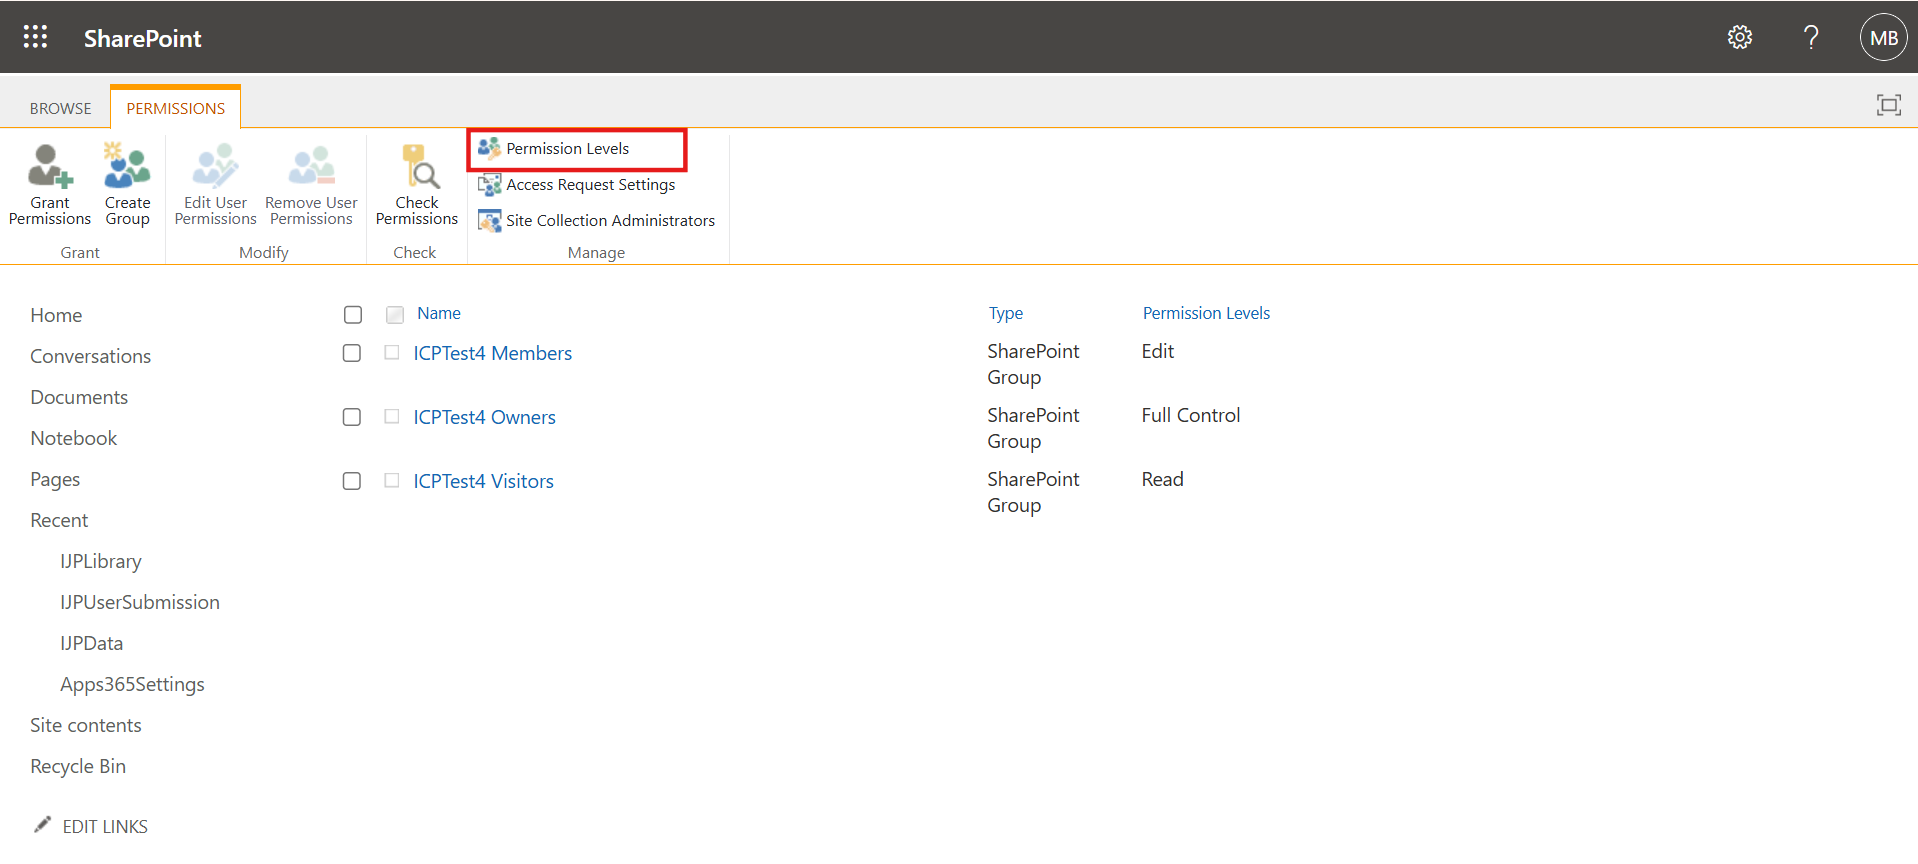 SharePoint
MB
BROWSE
PERMISSIONS
Grant
Permissions
Create
Group
Grant
Edit User
Permissions
Remove User
Permissions
Modify
Check
Permissions
Check
Permission Levels
Access Request Settings
Site Collection Administrators
Manage
Home
Conversations
Documents
Notebook
Pages
Recent
IJPLibrary
IJPUserSubmission
IJPData
Apps365Settings
Site contents
Recycle Bin
EDIT LINKS
Name Type Permission Levels
ICPTest4 Members SharePoint Edit
Group
ICPTest4 Owners SharePoint Full Control
Group
ICPTest4 Visitors SharePoint Read
Group